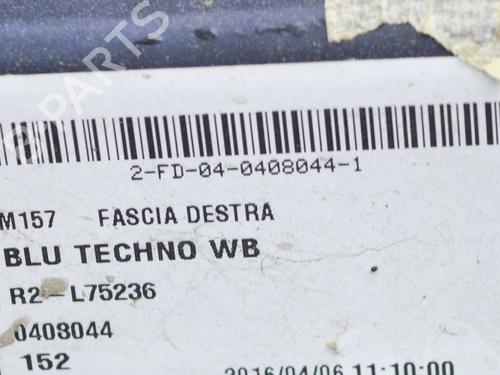 PARTS
2-FD-04-0408044-1
M157 FASCIA DESTRA
BLU TECHNO WB
R2-L75236
0408044
152
2016/04/06 11:10:00